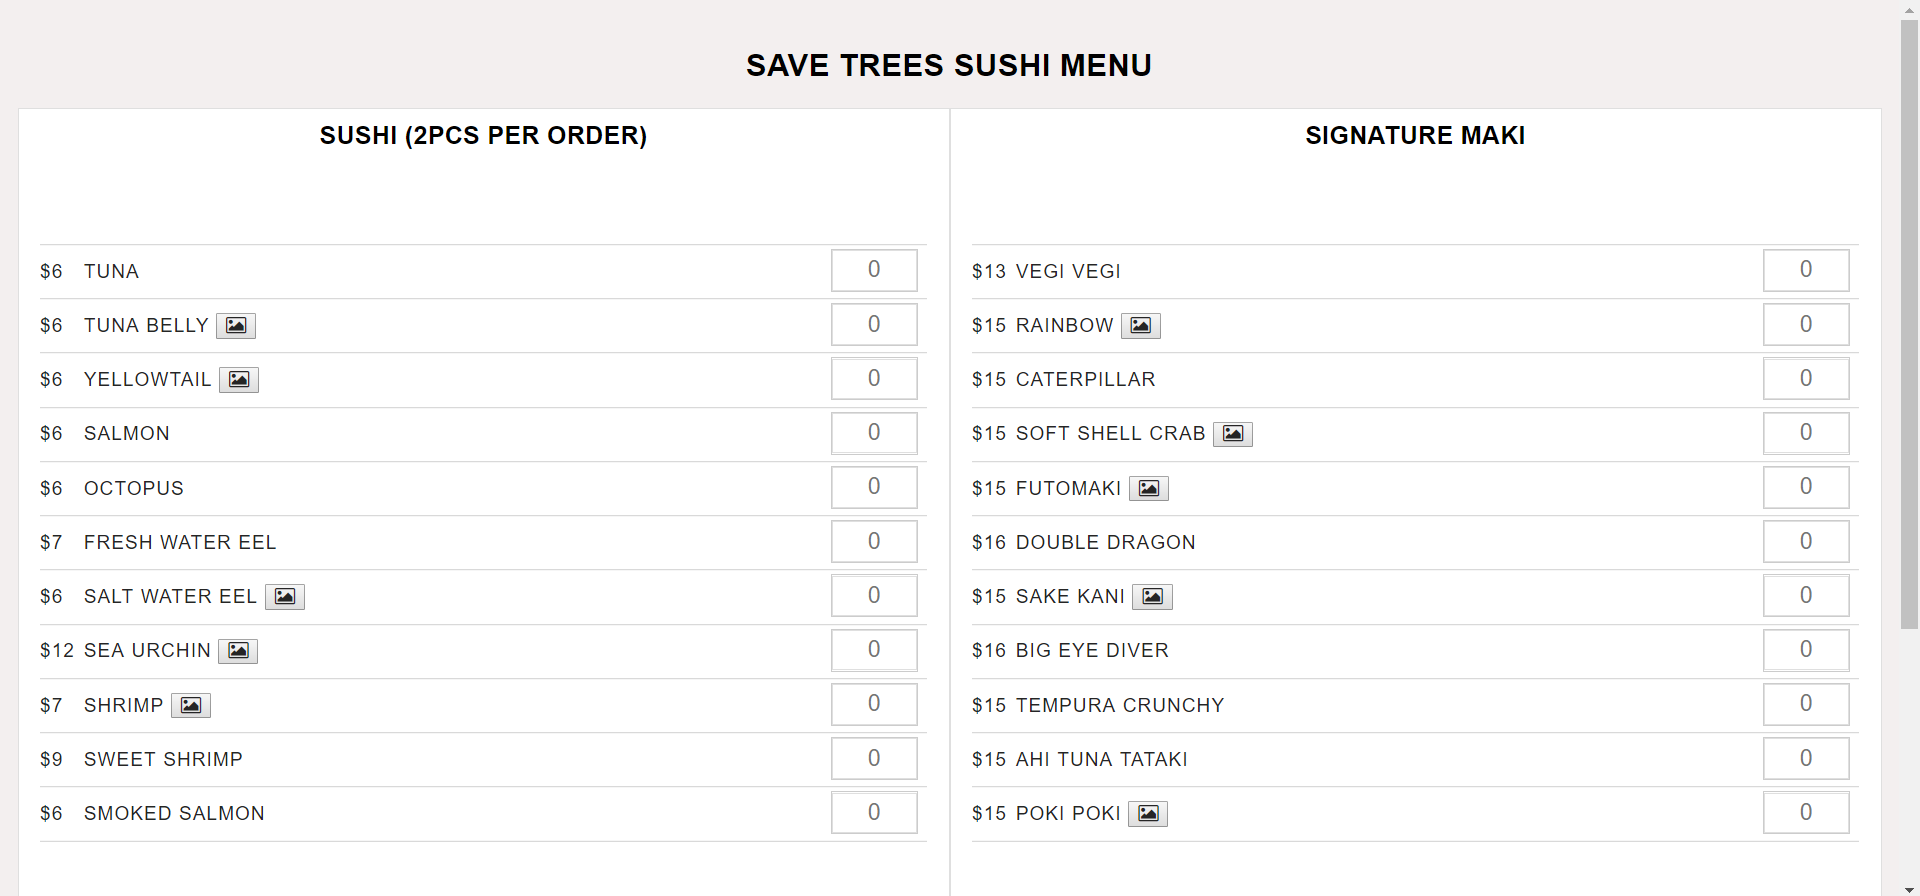 SAVE TREES SUSHI MENU
SUSHI (2PCS PER ORDER)
$6 TUNA 0
$6 TUNA BELLY 0
$6 YELLOWTAIL 0
$6 SALMON 0
$6 OCTOPUS 0
$7 FRESH WATER EEL 0
$6 SALT WATER EEL 0
$12 SEA URCHIN 0
$7 SHRIMP 0
$9 SWEET SHRIMP 0
$6 SMOKED SALMON 0
SIGNATURE MAKI
$13 VEGI VEGI 0
$15 RAINBOW 0
$15 CATERPILLAR 0
$15 SOFT SHELL CRAB 0
$15 FUTOMAKI 0
$16 DOUBLE DRAGON 0
$15 SAKE KANI 0
$16 BIG EYE DIVER 0
$15 TEMPURA CRUNCHY 0
$15 AHI TUNA TATAKI 0
$15 POKI POKI 0